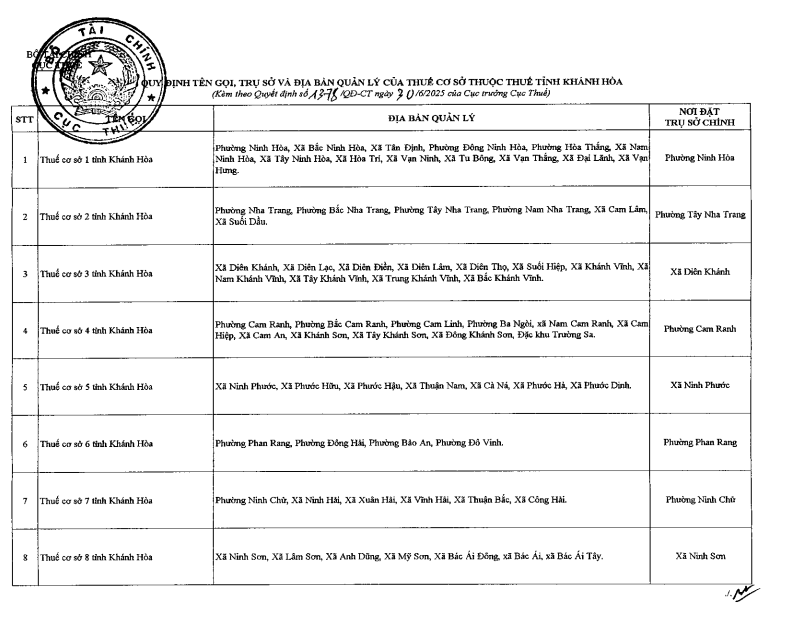 BỘ TÀI CHÍNH
CỤC THUẾ
BỘ TÀI CHÍNH
CỤC THUẾ
QUY ĐỊNH TÊN GỌI, TRỤ SỞ VÀ ĐỊA BÀN QUẢN LÝ CỦA THUẾ CƠ SỞ THUỘC THUẾ TỈNH KHÁNH HÒA
(Kèm theo Quyết định số 1378/QĐ-CT ngày 30/6/2025 của Cục trưởng Cục Thuế)
STT
TÊN GỌI
ĐỊA BÀN QUẢN LÝ
NƠI ĐẶT
TRỤ SỞ CHÍNH
1
Thuế cơ sở 1 tỉnh Khánh Hòa
Phường Ninh Hòa, Xã Bắc Ninh Hòa, Xã Tân Định, Phường Đông Ninh Hòa, Phường Hòa Thắng, Xã Nam
Ninh Hòa, Xã Tây Ninh Hòa, Xã Hòa Trí, Xã Vạn Ninh, Xã Tu Bông, Xã Vạn Thắng, Xã Đại Lãnh, Xã Vạn
Hưng.
Phường Ninh Hòa
2
Thuế cơ sở 2 tỉnh Khánh Hòa
Phường Nha Trang, Phường Bắc Nha Trang, Phường Tây Nha Trang, Phường Nam Nha Trang, Xã Cam Lâm,
Xã Suối Dầu.
Phường Tây Nha Trang
3
Thuế cơ sở 3 tỉnh Khánh Hòa
Xã Diên Khánh, Xã Diên Lạc, Xã Diên Điền, Xã Diên Lâm, Xã Diên Thọ, Xã Suối Hiệp, Xã Khánh Vĩnh, Xã
Nam Khánh Vĩnh, Xã Tây Khánh Vĩnh, Xã Trung Khánh Vĩnh, Xã Bắc Khánh Vĩnh.
Xã Diên Khánh
4
Thuế cơ sở 4 tỉnh Khánh Hòa
Phường Cam Ranh, Phường Bắc Cam Ranh, Phường Cam Linh, Phường Ba Ngòi, xã Nam Cam Ranh, Xã Cam
Hiệp, Xã Cam An, Xã Khánh Sơn, Xã Tây Khánh Sơn, Xã Đông Khánh Sơn, Đặc khu Trường Sa.
Phường Cam Ranh
5
Thuế cơ sở 5 tỉnh Khánh Hòa
Xã Ninh Phước, Xã Phước Hữu, Xã Phước Hậu, Xã Thuận Nam, Xã Cà Ná, Xã Phước Hà, Xã Phước Dinh.
Xã Ninh Phước
6
Thuế cơ sở 6 tỉnh Khánh Hòa
Phường Phan Rang, Phường Đông Hải, Phường Bảo An, Phường Đô Vinh.
Phường Phan Rang
7
Thuế cơ sở 7 tỉnh Khánh Hòa
Phường Ninh Chử, Xã Ninh Hải, Xã Xuân Hải, Xã Vĩnh Hải, Xã Thuận Bắc, Xã Công Hải.
Phường Ninh Chử
8
Thuế cơ sở 8 tỉnh Khánh Hòa
Xã Ninh Sơn, Xã Lâm Sơn, Xã Anh Dũng, Xã Mỹ Sơn, Xã Bác Ái Đông, xã Bác Ái, xã Bác Ái Tây.
Xã Ninh Sơn